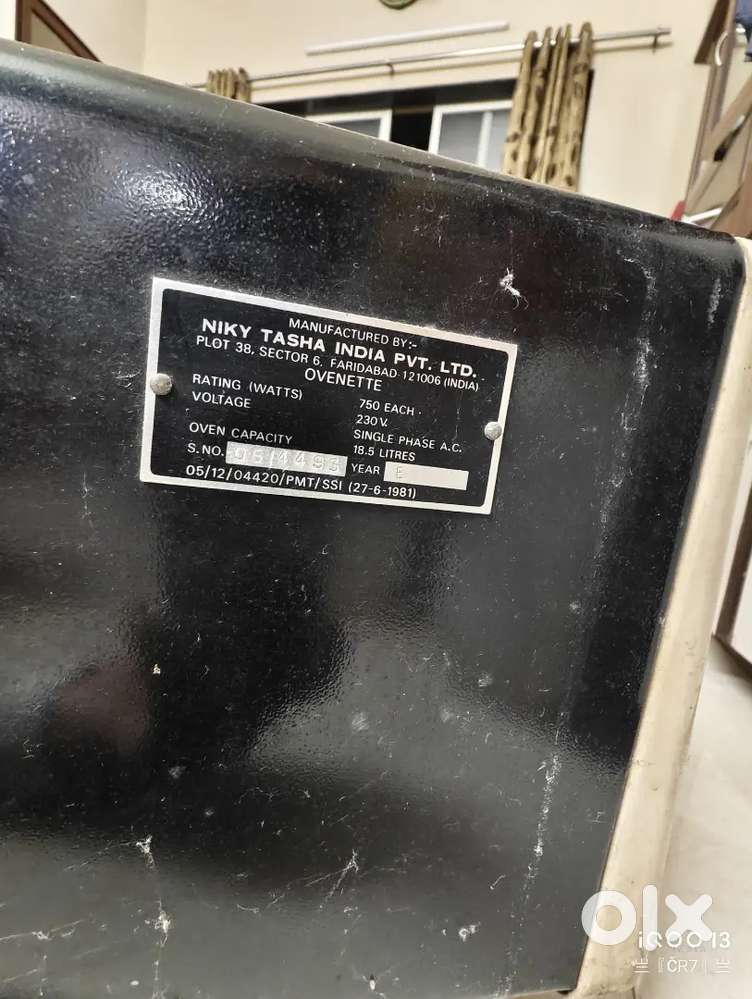 MANUFACTURED BY:-
NIKY TASHA INDIA PVT. LTD.
PLOT 38, SECTOR 6, FARIDABAD-121006 (INDIA)
OVENETTE
RATING (WATTS) 750 EACH
VOLTAGE 230 V.
SINGLE PHASE A.C.
OVEN CAPACITY 18.5 LITRES
S. NO. YEAR E
05/12/04420/PMT/SSI (27-6-1981)
olx
iQOO 13
『ČR7』